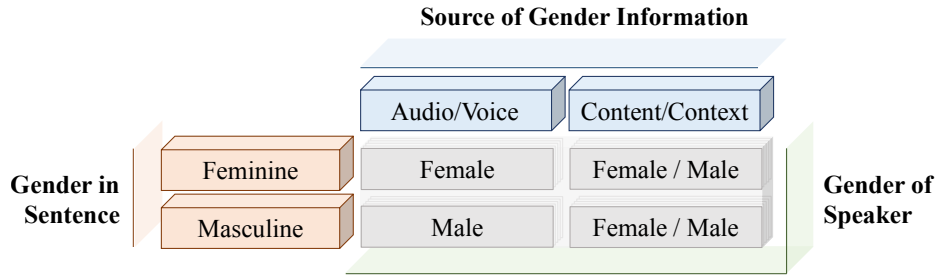 Source of Gender Information
Audio/Voice
Content/Context
Gender in
Sentence
Feminine
Female
Female / Male
Masculine
Male
Female / Male
Gender of
Speaker